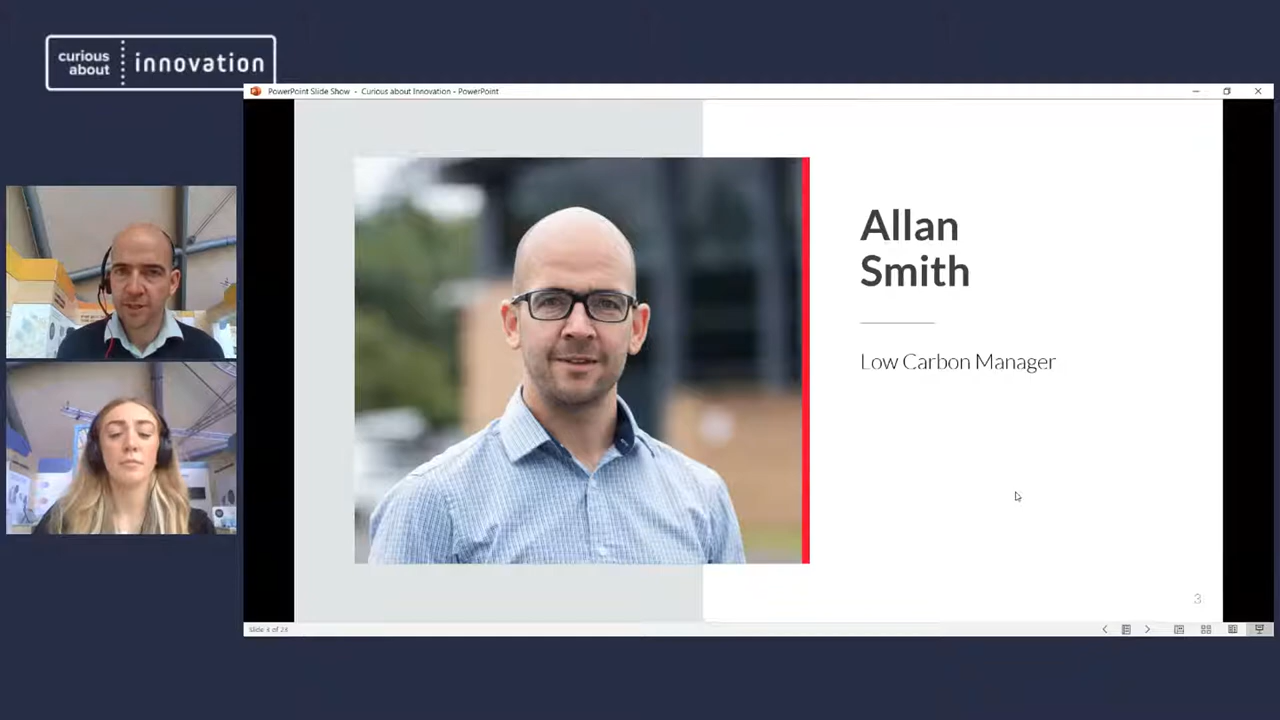 curious about
innovation
PowerPoint Slide Show - Curious about Innovation - PowerPoint
Allan
Smith
Low Carbon Manager
3